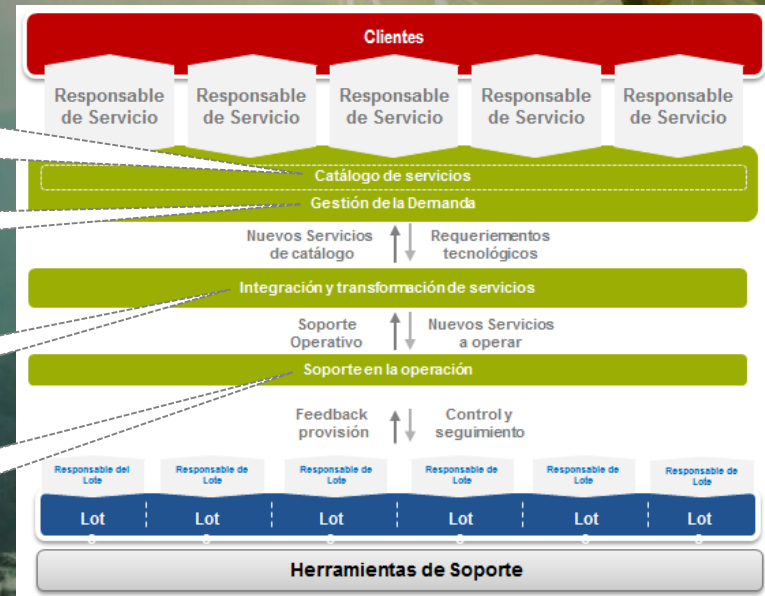 Clientes
Responsable Responsable Responsable Responsable Responsable
de Servicio de Servicio de Servicio de Servicio de Servicio
Catálogo de servicios
Gestión de la Demanda
Nuevos Servicios Requeriementos
de catálogo tecnológicos
Integración y transformación de servicios
Soporte Nuevos Servicios
Operativo a operar
Soporte en la operación
Feedback Control y
provisión seguimiento
Responsable del Responsable de Responsable de Responsable de Responsable de Responsable de
Lote Lote Lote Lote Lote Lote
Lot Lot Lot Lot Lot Lot
Herramientas de Soporte